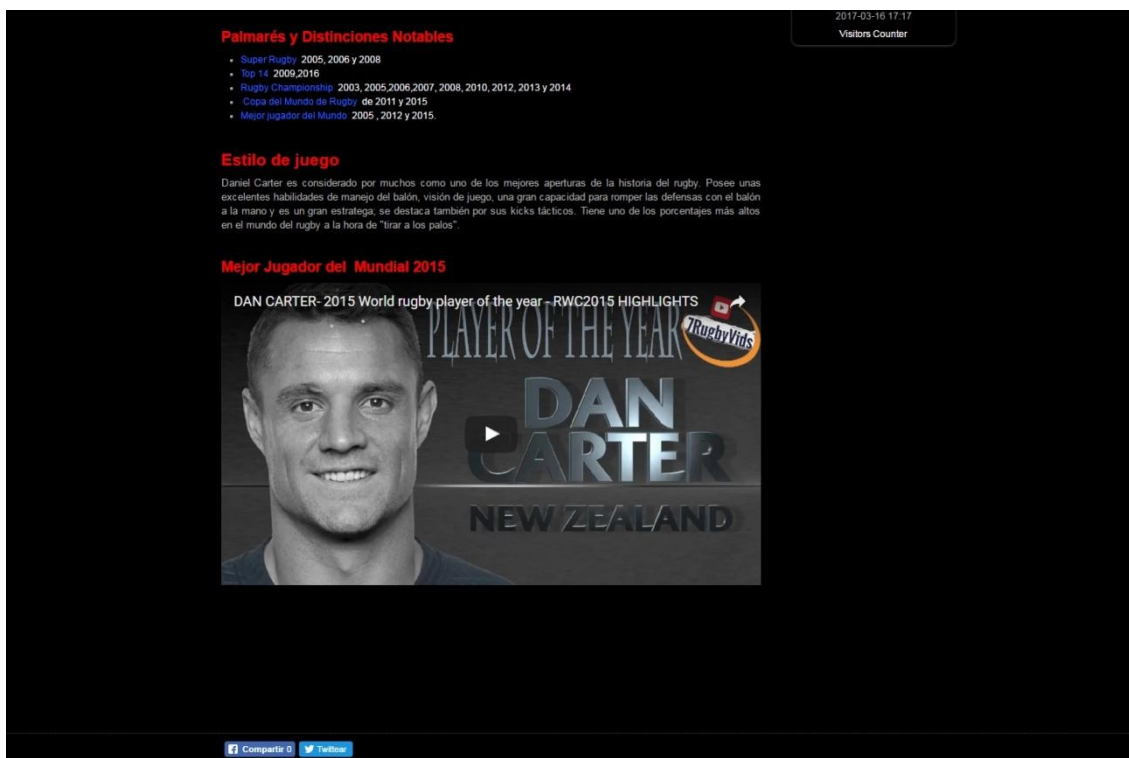 2017-03-16 17:17
Visitors Counter
Palmarés y Distinciones Notables
Super Rugby 2005, 2006 y 2008
Top 14 2009,2016
Rugby Championship 2003, 2005,2006,2007, 2008, 2010, 2012, 2013 y 2014
Copa del Mundo de Rugby de 2011 y 2015
Mejor jugador del Mundo 2005 , 2012 y 2015.
Estilo de juego
Daniel Carter es considerado por muchos como uno de los mejores aperturas de la historia del rugby. Posee unas
excelentes habilidades de manejo del balón, visión de juego, una gran capacidad para romper las defensas con el balón
a la mano y es un gran estratega; se destaca también por sus kicks tácticos. Tiene uno de los porcentajes más altos
en el mundo del rugby a la hora de "tirar a los palos".
Mejor Jugador del Mundial 2015
DAN CARTER- 2015 World rugby player of the year - RWC2015 HIGHLIGHTS
PLAYER OF THE YEAR
7RugbyVids
DAN
CARTER
NEW ZEALAND
Compartir 0
Twittear